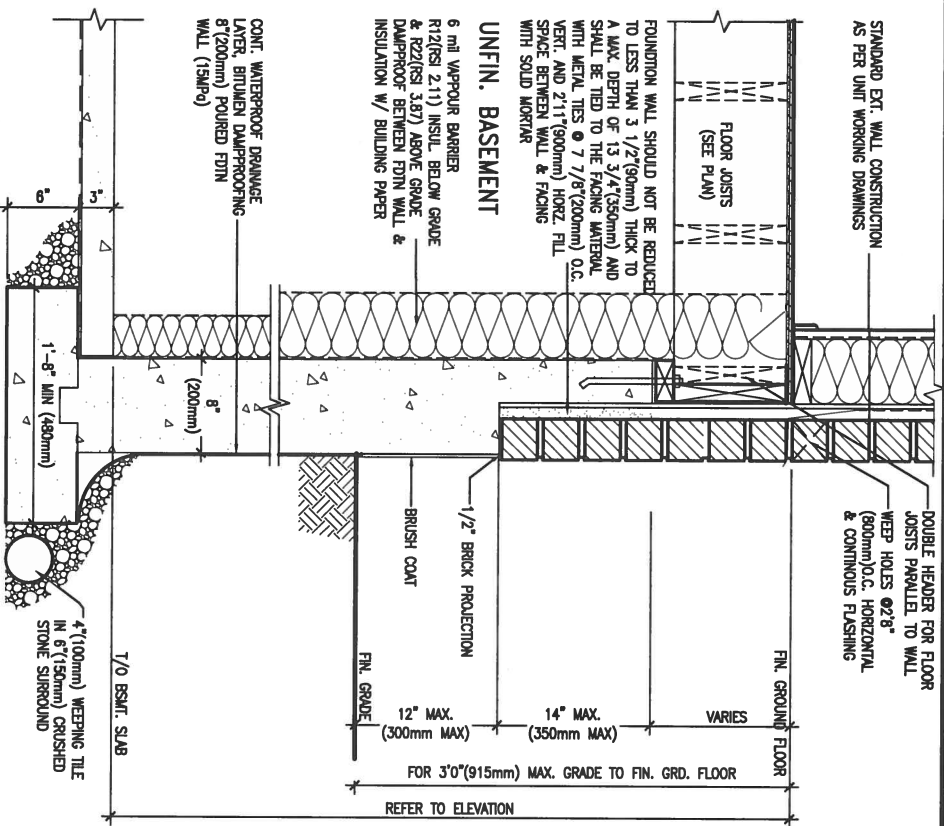 STANDARD EXT. WALL CONSTRUCTION
AS PER UNIT WORKING DRAWINGS
FLOOR JOISTS
(SEE PLAN)
FOUNDTION WALL SHOULD NOT BE REDUCED
TO LESS THAN 3 1/2"(90mm) THICK TO
A MAX. DEPTH OF 13 3/4"(350mm) AND
SHALL BE TIED TO THE FACING MATERIAL
WITH METAL TIES @ 7 7/8"(200mm) O.C.
VERT. AND 2'11"(900mm) HORZ. FILL
SPACE BETWEEN WALL & FACING
WITH SOLID MORTAR
UNFIN. BASEMENT
6 mil VAPPOUR BARRIER
R12(RSI 2.11) INSUL BELOW GRADE
& R22(RSI 3.87) ABOVE GRADE
DAMPPROOF BETWEEN FDTN WALL &
INSULATION W/ BUILDING PAPER
CONT. WATERPROOF DRAINAGE
LAYER, BITUMEN DAMPPROOFING
8"(200mm) POURED FDTN
WALL (15MPa)
DOUBLE HEADER FOR FLOOR
JOISTS PARALLEL TO WALL
WEEP HOLES @2'8"
(800mm)O.C. HORIZONTAL
& CONTINOUS FLASHING
1/2" BRICK PROJECTION
BRUSH COAT
8"
(200mm)
3"
6"
1'-8" MIN (480mm)
4"(100mm) WEEPING TILE
IN 6"(150mm) CRUSHED
STONE SURROUND
FIN. GROUND FLOOR
FIN. GRADE
T/O BSMT. SLAB
VARIES
14" MAX.
(350mm MAX)
12" MAX.
(300mm MAX)
FOR 3'0"(915mm) MAX. GRADE TO FIN. GRD. FLOOR
REFER TO ELEVATION